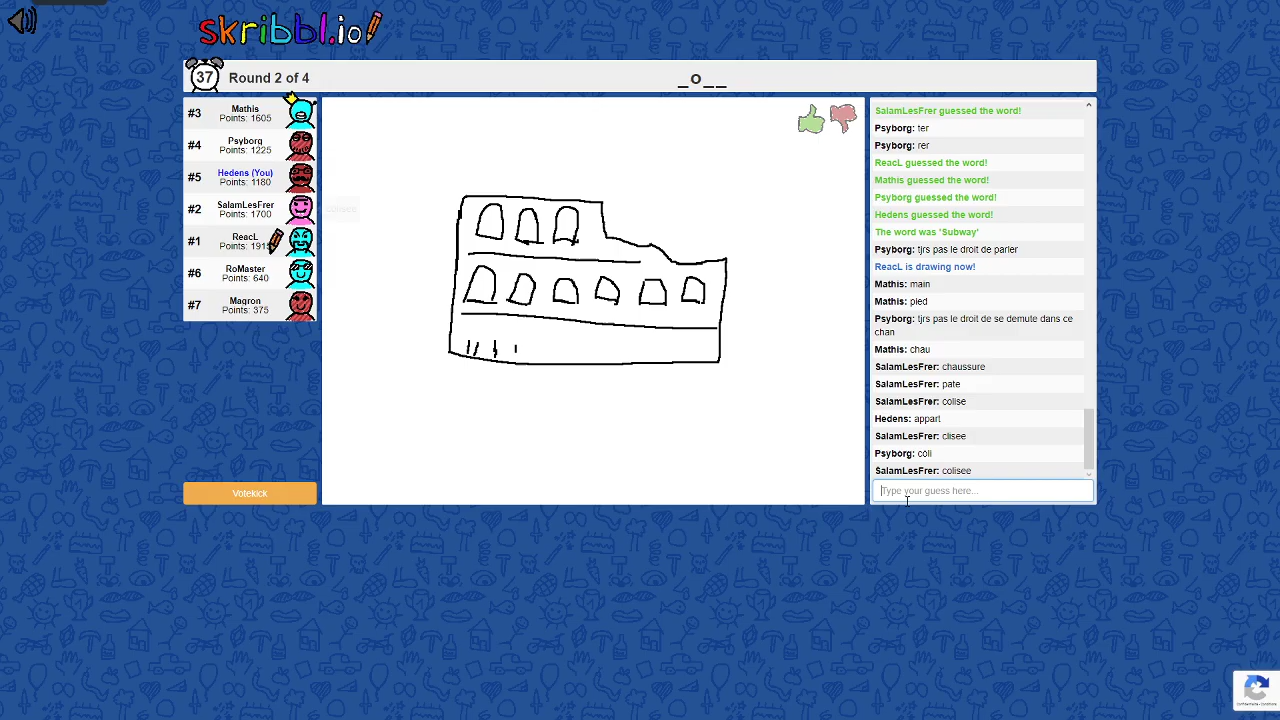 skribbl.io
37
Round 2 of 4
_o__
#3
Mathis
Points: 1605
#4
Psyborg
Points: 1225
#5
Hedens (You)
Points: 1180
#2
SalamLesFrer
Points: 1700
#1
ReacL
Points: 1915
#6
RoMaster
Points: 640
#7
Magron
Points: 375
Votekick
SalamLesFrer guessed the word!
Psyborg: ter
Psyborg: rer
ReacL guessed the word!
Mathis guessed the word!
Psyborg guessed the word!
Hedens guessed the word!
The word was 'Subway'
Psyborg: tjrs pas le droit de parler
ReacL is drawing now!
Mathis: main
Mathis: pied
Psyborg: tjrs pas le droit de se demute dans ce
chan
Mathis: chau
SalamLesFrer: chaussure
SalamLesFrer: pate
SalamLesFrer: colise
Hedens: appart
SalamLesFrer: clisee
Psyborg: coli
SalamLesFrer: colisee
Type your guess here...